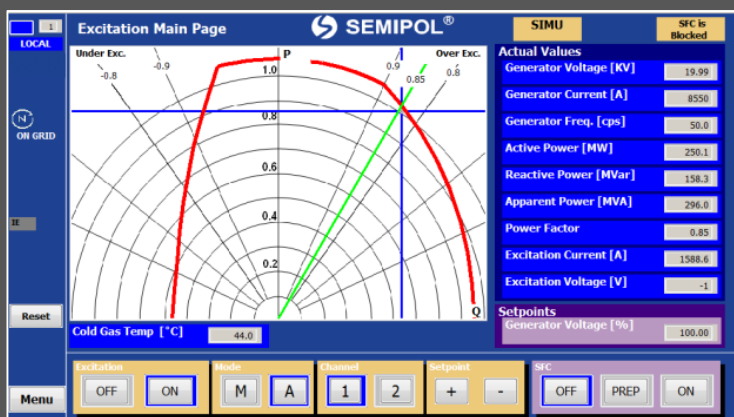 1
LOCAL
Excitation Main Page
SEMIPOL®
SIMU
SFC is
Blocked
Under Exc.
P
Over Exc.
-0.8
-0.9
0.9
0.85
0.8
1.0
0.8
0.6
0.4
0.2
Q
ON GRID
IE
Reset
Menu
Cold Gas Temp [°C]
44.0
Actual Values
Generator Voltage [KV]
19.99
Generator Current [A]
8550
Generator Freq. [cps]
50.0
Active Power [MW]
250.1
Reactive Power [MVar]
158.3
Apparent Power [MVA]
296.0
Power Factor
0.85
Excitation Current [A]
1588.6
Excitation Voltage [V]
-1
Setpoints
Generator Voltage [%]
100.00
Excitation
OFF
ON
Mode
M
A
Channel
1
2
Setpoint
+
-
SFC
OFF
PREP
ON